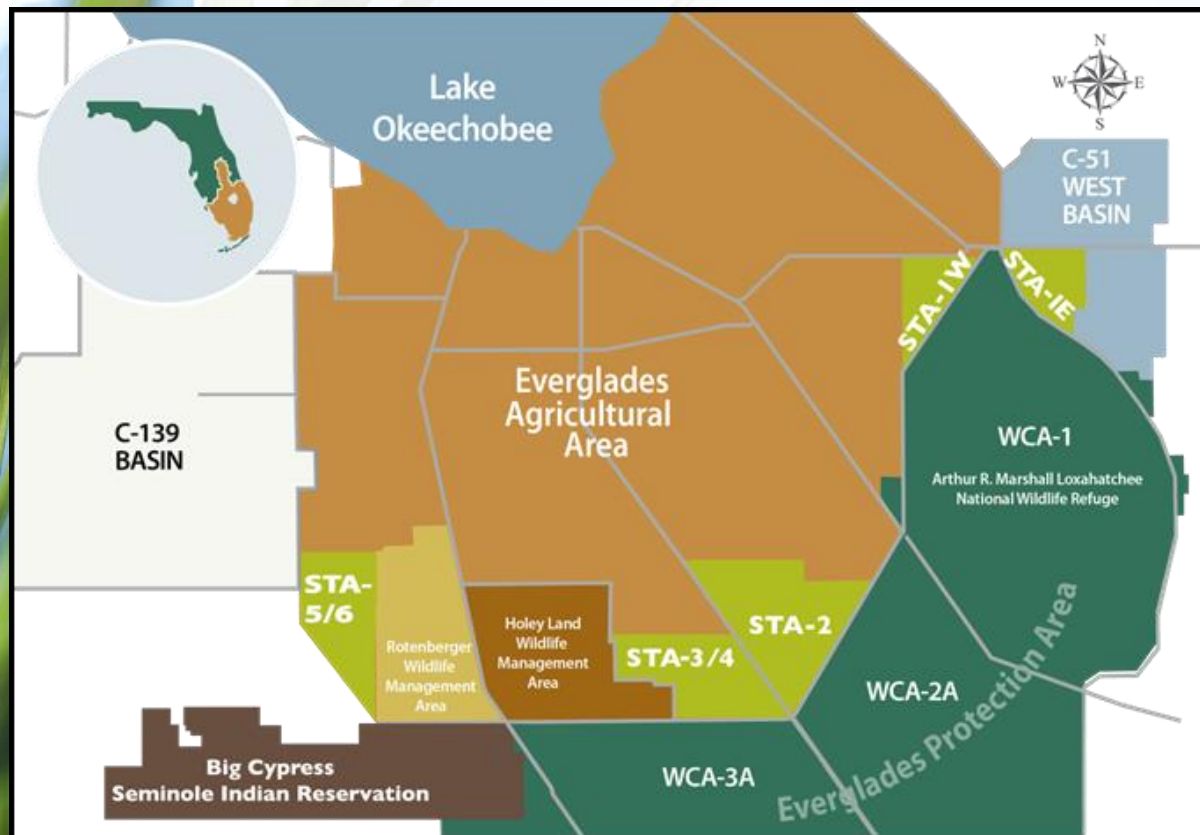 Lake
Okeechobee
N
W
E
S
C-51
WEST
BASIN
STA-1W
STA-1E
Everglades
Agricultural
Area
C-139
BASIN
WCA-1
Arthur R. Marshall Loxahatchee
National Wildlife Refuge
STA-
5/6
Rotenberger
Wildlife
Management
Area
Holey Land
Wildlife
Management
Area
STA-3/4
STA-2
WCA-2A
Everglades Protection Area
WCA-3A
Big Cypress
Seminole Indian Reservation